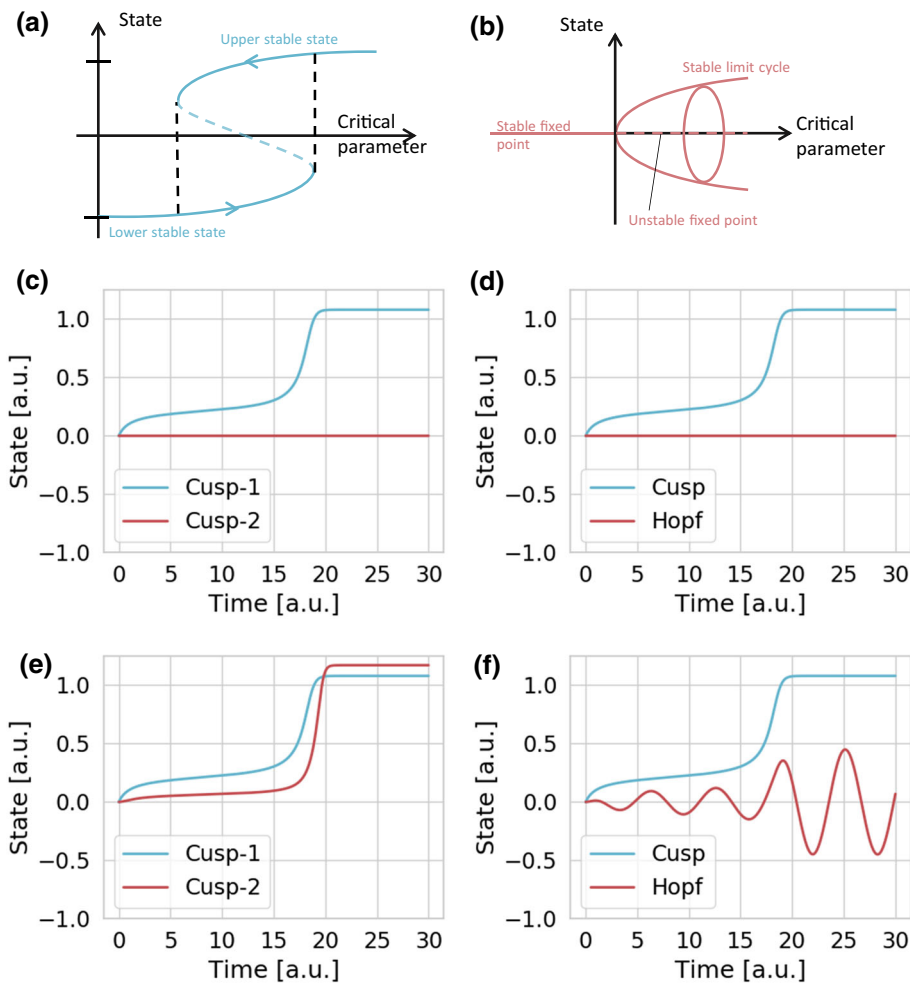 (a)
State
Upper stable state
Critical
parameter
Lower stable state
(b)
State
Stable limit cycle
Stable fixed
point
Critical
parameter
Unstable fixed point
(c)
State [a.u.]
1.0
0.5
0.0
−0.5
−1.0
Cusp-1
Cusp-2
0 5 10 15 20 25 30
Time [a.u.]
(d)
State [a.u.]
1.0
0.5
0.0
−0.5
−1.0
Cusp
Hopf
0 5 10 15 20 25 30
Time [a.u.]
(e)
State [a.u.]
1.0
0.5
0.0
−0.5
−1.0
Cusp-1
Cusp-2
0 5 10 15 20 25 30
Time [a.u.]
(f)
State [a.u.]
1.0
0.5
0.0
−0.5
−1.0
Cusp
Hopf
0 5 10 15 20 25 30
Time [a.u.]